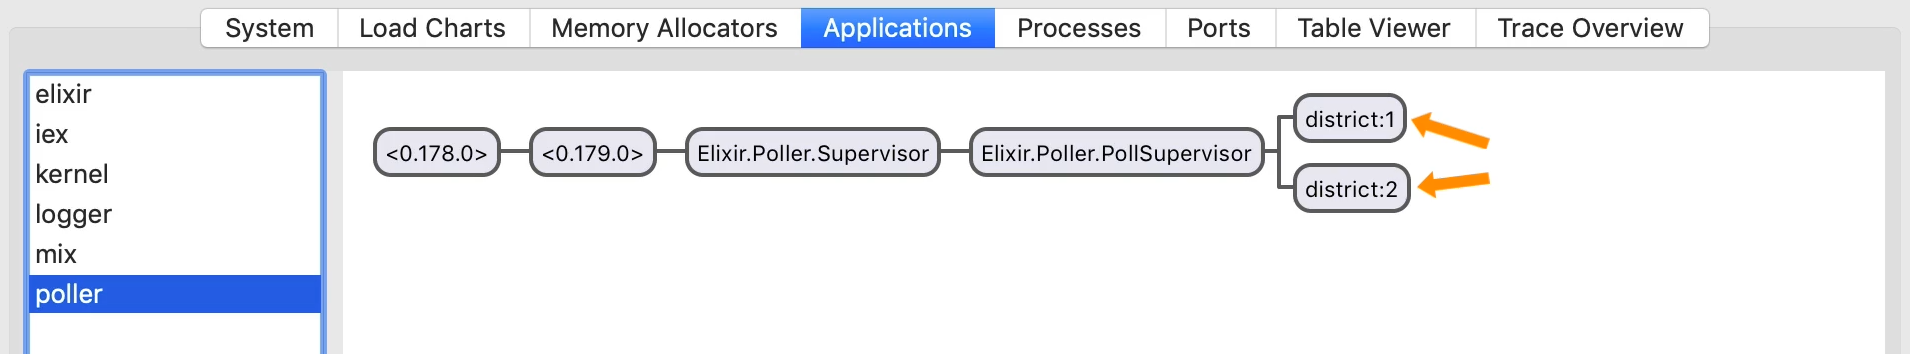 System Load Charts Memory Allocators Applications Processes Ports Table Viewer Trace Overview
elixir
iex
kernel
logger
mix
poller
<0.178.0> <0.179.0> Elixir.Poller.Supervisor Elixir.Poller.PollSupervisor
district:1
district:2